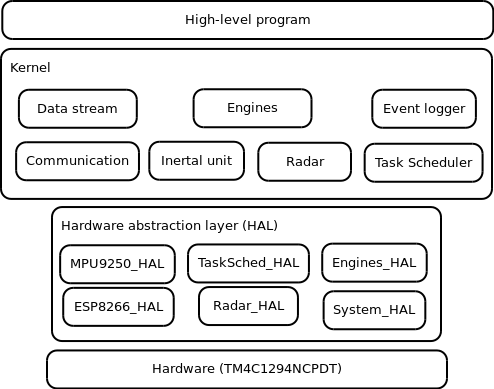 High-level program
Kernel
Data stream
Engines
Event logger
Communication
Inertal unit
Radar
Task Scheduler
Hardware abstraction layer (HAL)
MPU9250_HAL
TaskSched_HAL
Engines_HAL
ESP8266_HAL
Radar_HAL
System_HAL
Hardware (TM4C1294NCPDT)